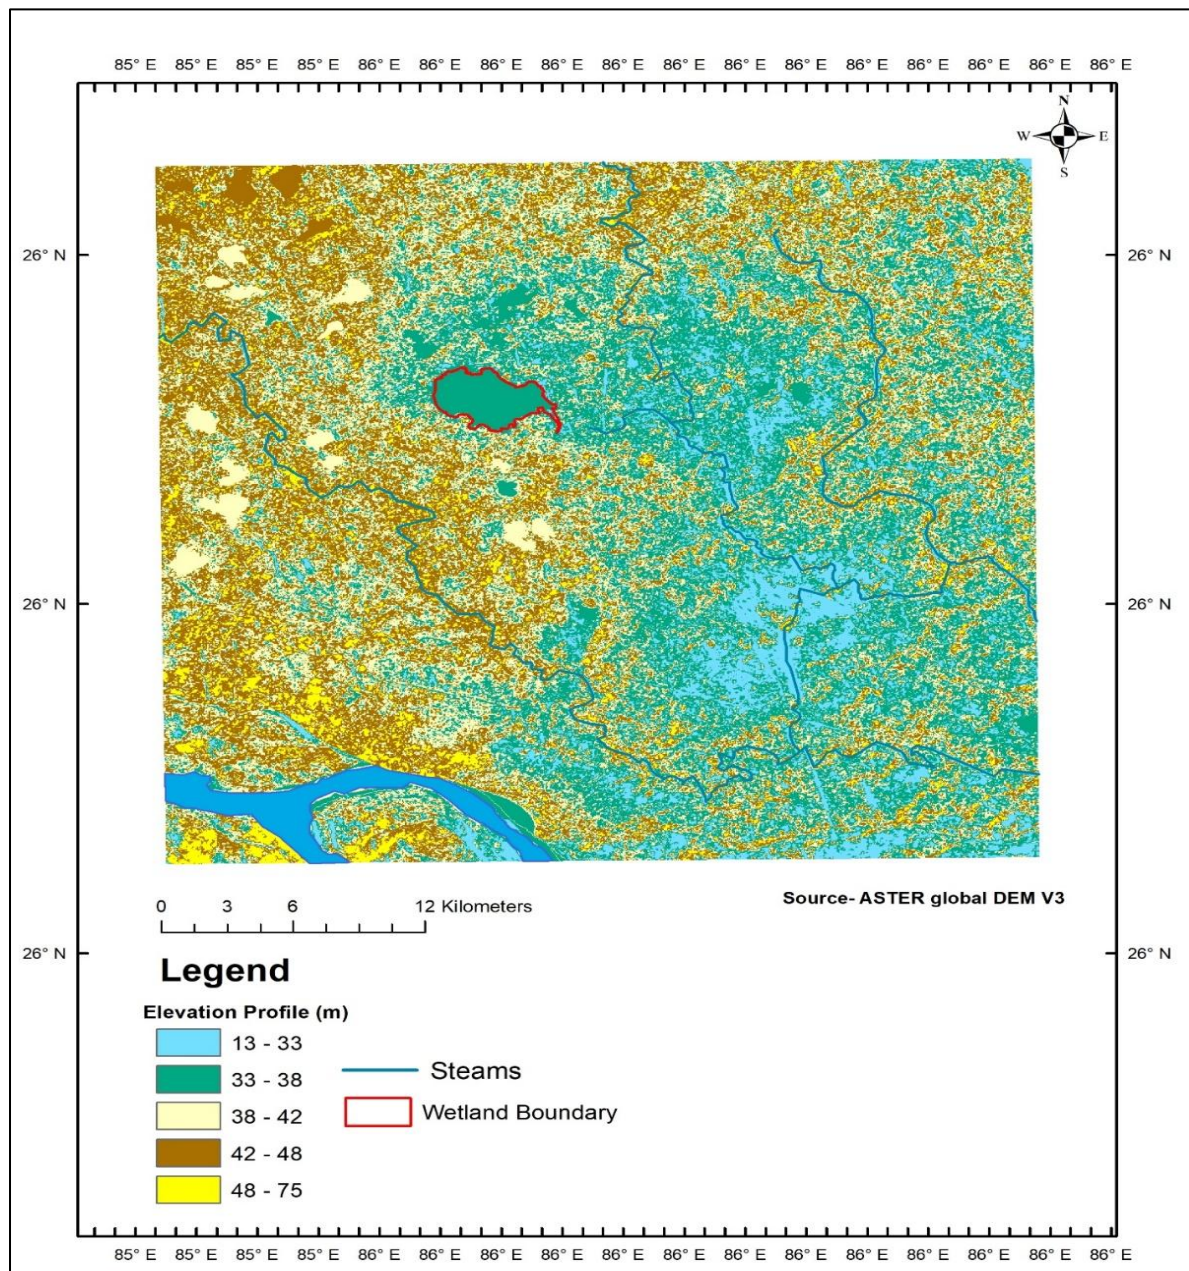 85° E 85° E 85° E 85° E 86° E 86° E 86° E 86° E 86° E 86° E 86° E 86° E 86° E 86° E 86° E 86° E 86° E
N
W E
S
26° N 26° N
26° N 26° N
0 3 6 12 Kilometers
Source- ASTER global DEM V3
26° N 26° N
Legend
Elevation Profile (m)
13 - 33
33 - 38
38 - 42
42 - 48
48 - 75
Steams
Wetland Boundary
85° E 85° E 85° E 85° E 86° E 86° E 86° E 86° E 86° E 86° E 86° E 86° E 86° E 86° E 86° E 86° E 86° E